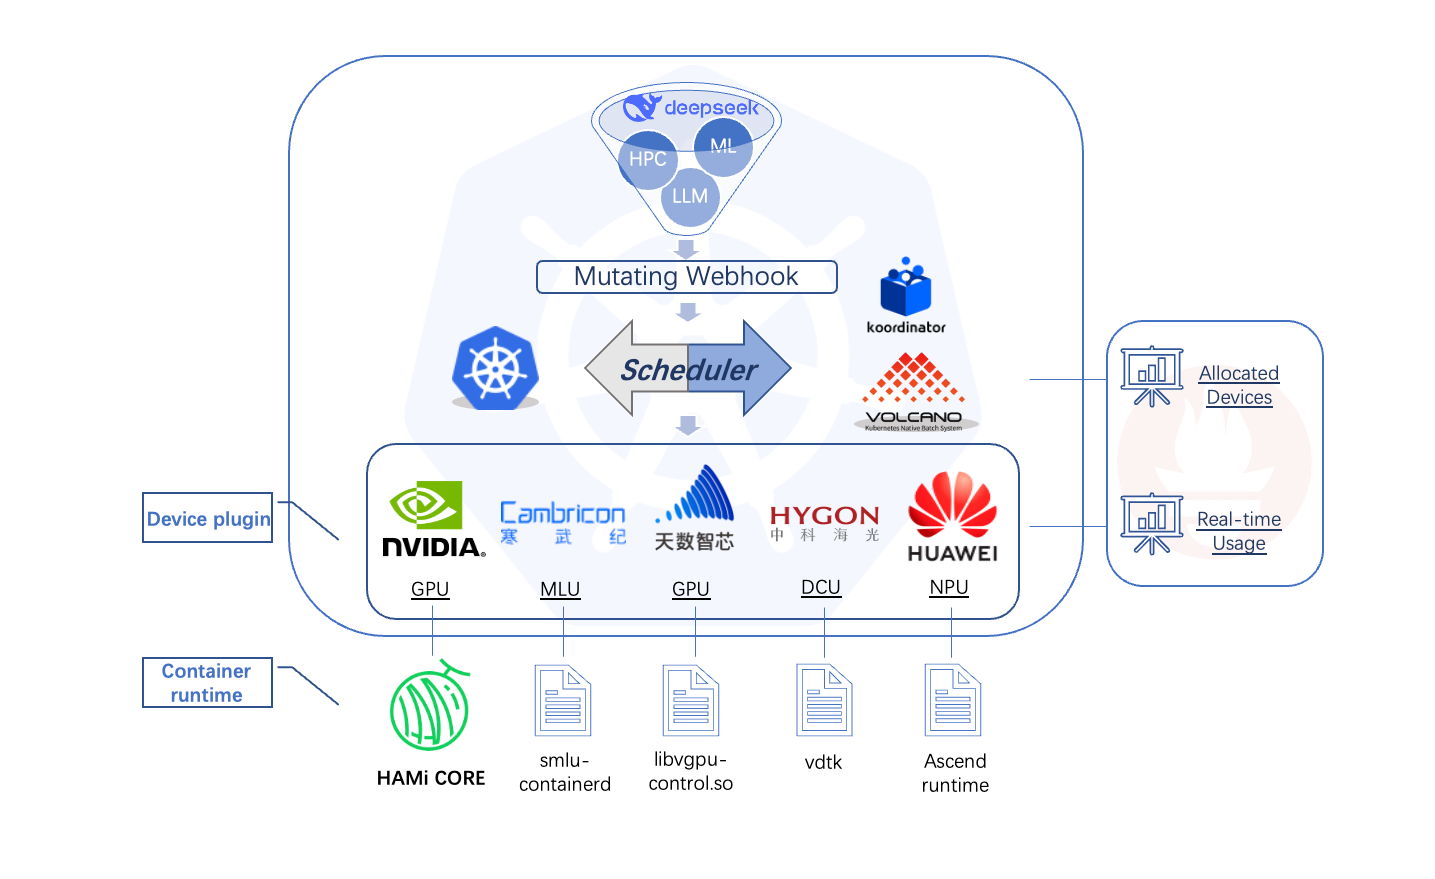 deepseek
HPC
ML
LLM
Mutating Webhook
koordinator
Scheduler
VOLCANO
Kubernetes Native Batch System
Allocated
Devices
Real-time
Usage
Device plugin
NVIDIA®
GPU
Cambricon
寒 武 纪
MLU
天数智芯
GPU
HYGON
中 科 海 光
DCU
HUAWEI
NPU
Container
runtime
HAMi CORE
smlu-
containerd
libvgpu-
control.so
vdtk
Ascend
runtime